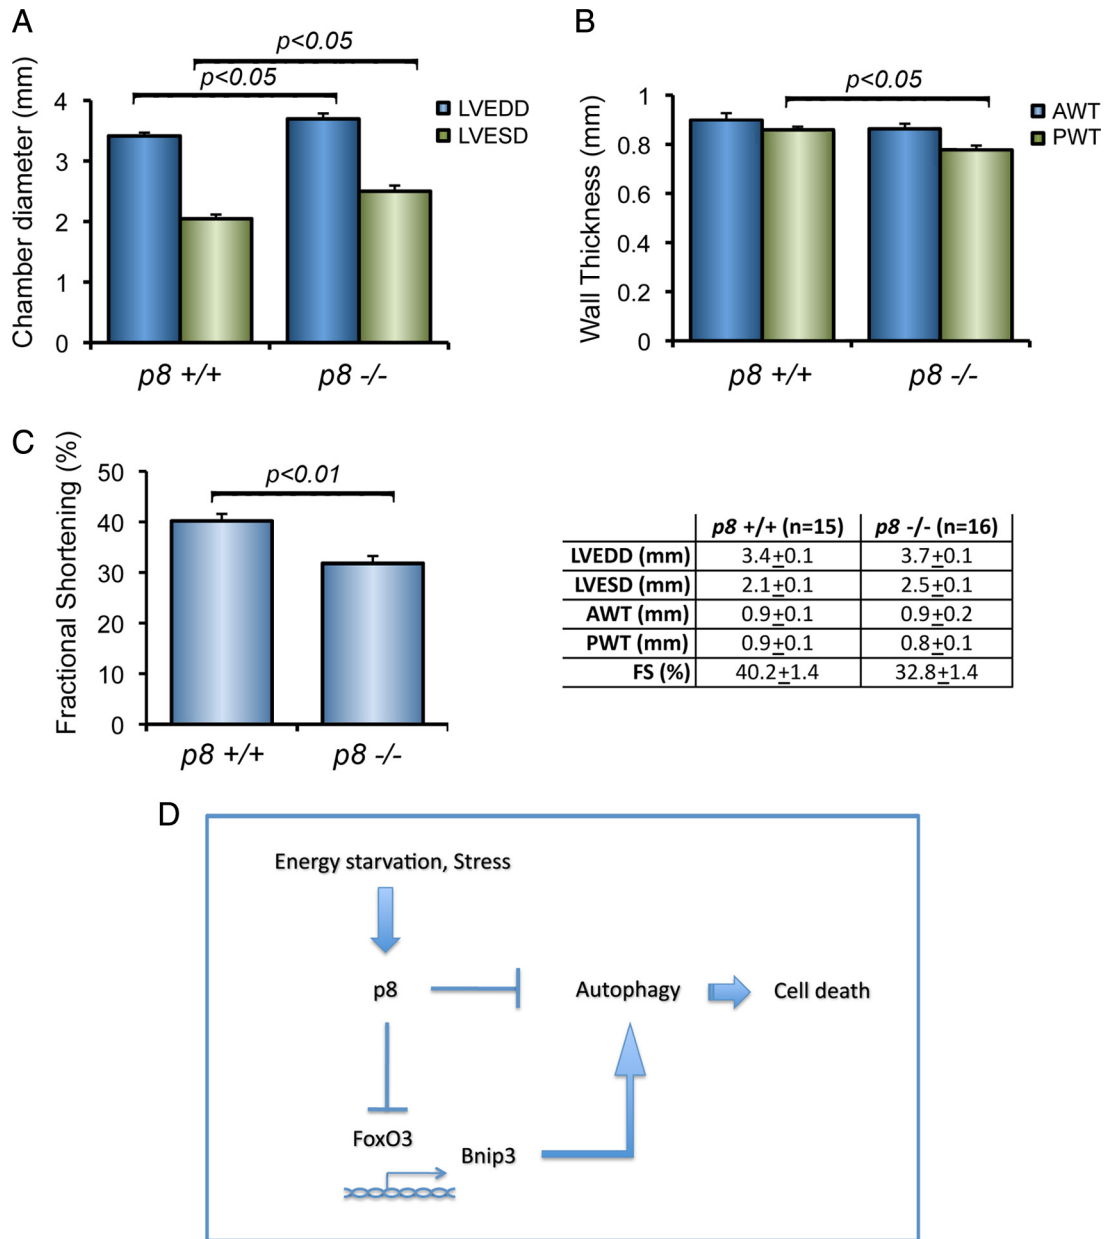 A
p<0.05
p<0.05
Chamber diameter (mm)
4
3
2
1
0
LVEDD
LVESD
p8 +/+
p8 -/-
B
p<0.05
Wall Thickness (mm)
1
0.8
0.6
0.4
0.2
0
AWT
PWT
p8 +/+
p8 -/-
C
p<0.01
Fractional Shortening (%)
50
40
30
20
10
0
p8 +/+
p8 -/-
p8 +/+ (n=15) p8 -/- (n=16)
LVEDD (mm) 3.4±0.1 3.7±0.1
LVESD (mm) 2.1±0.1 2.5±0.1
AWT (mm) 0.9±0.1 0.9±0.2
PWT (mm) 0.9±0.1 0.8±0.1
FS (%) 40.2±1.4 32.8±1.4
D
Energy starvation, Stress
p8
Autophagy
Cell death
FoxO3
Bnip3